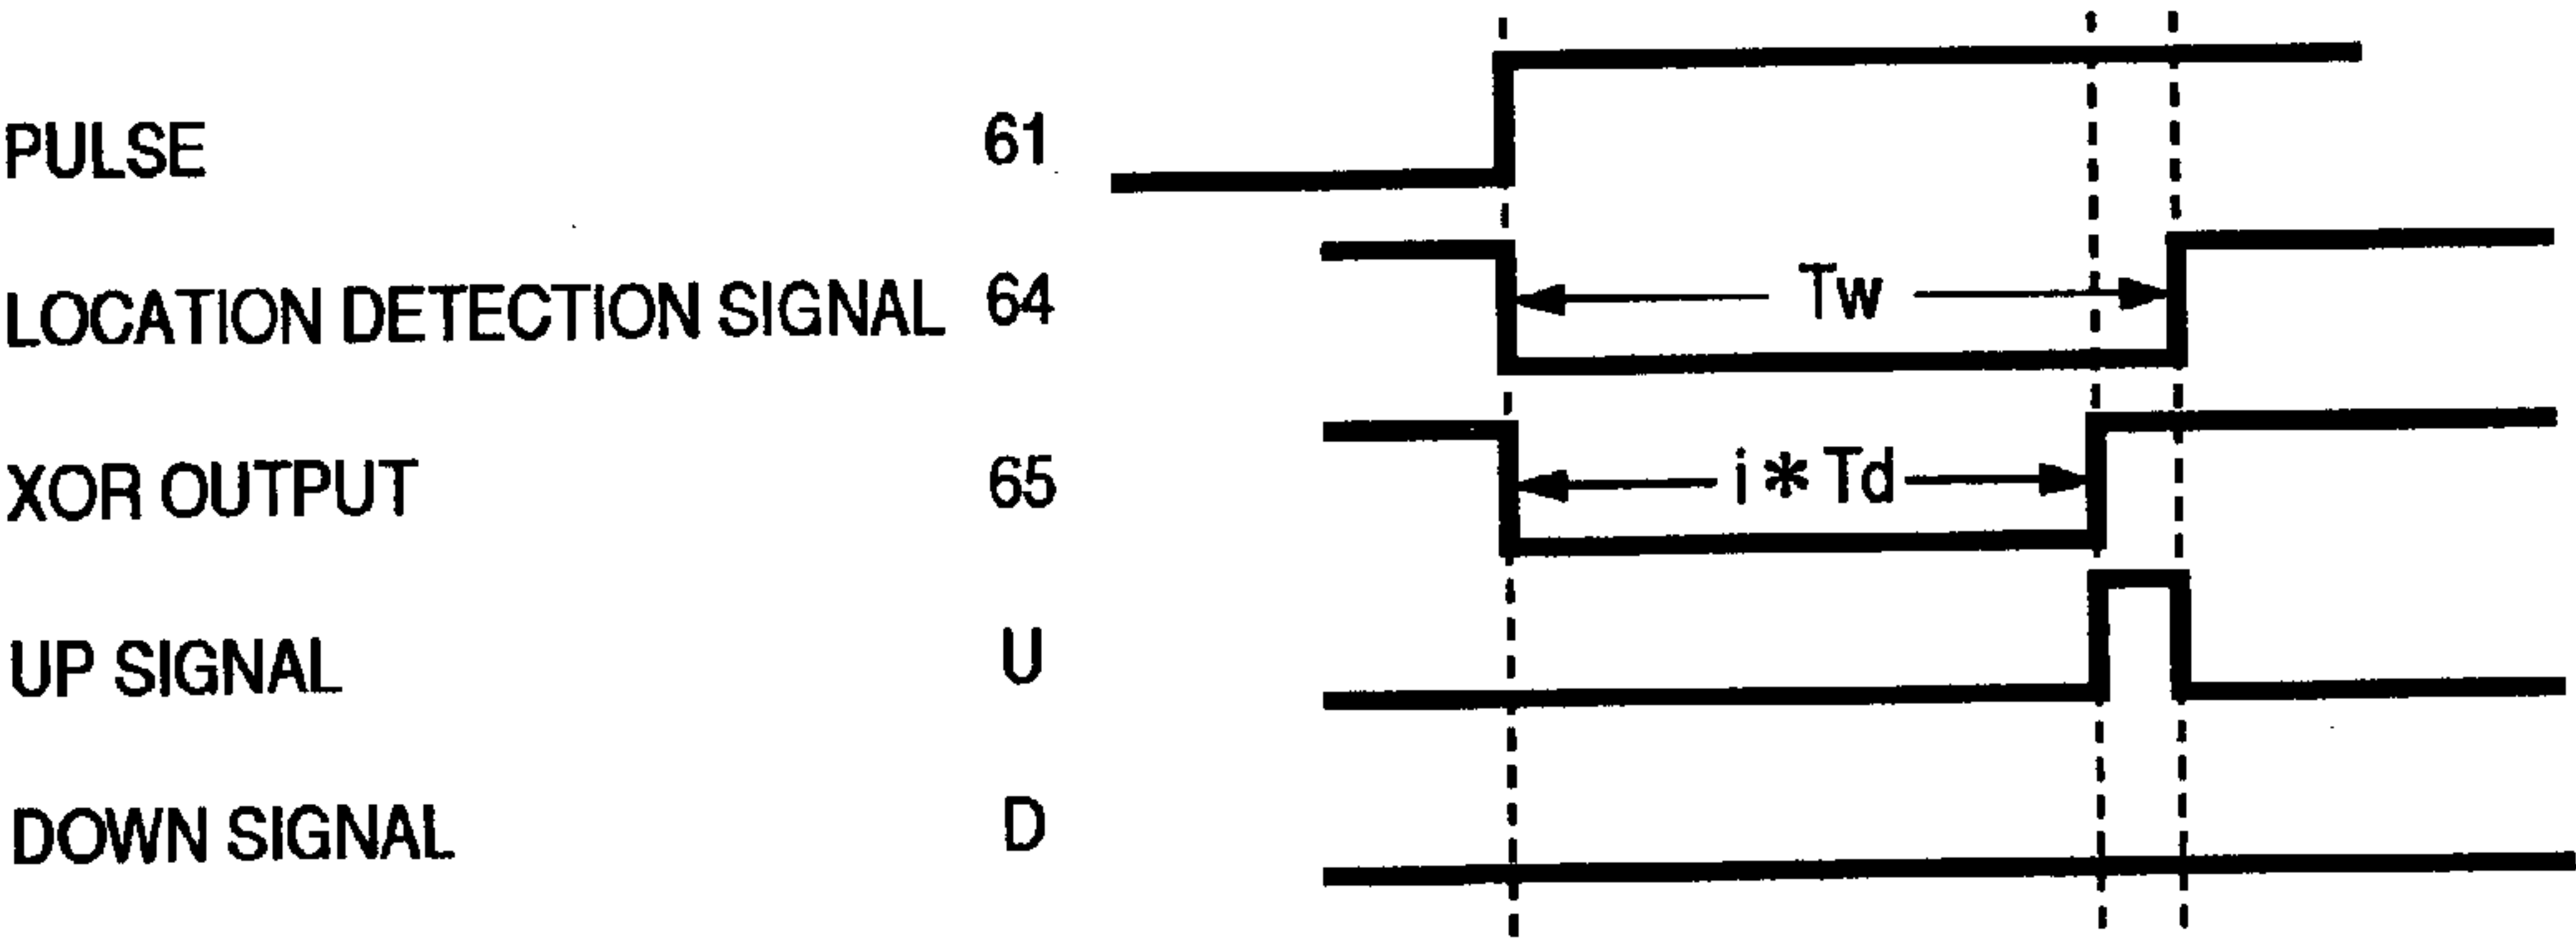 PULSE 61
LOCATION DETECTION SIGNAL 64
Tw
XOR OUTPUT 65
i * Td
UP SIGNAL U
DOWN SIGNAL D